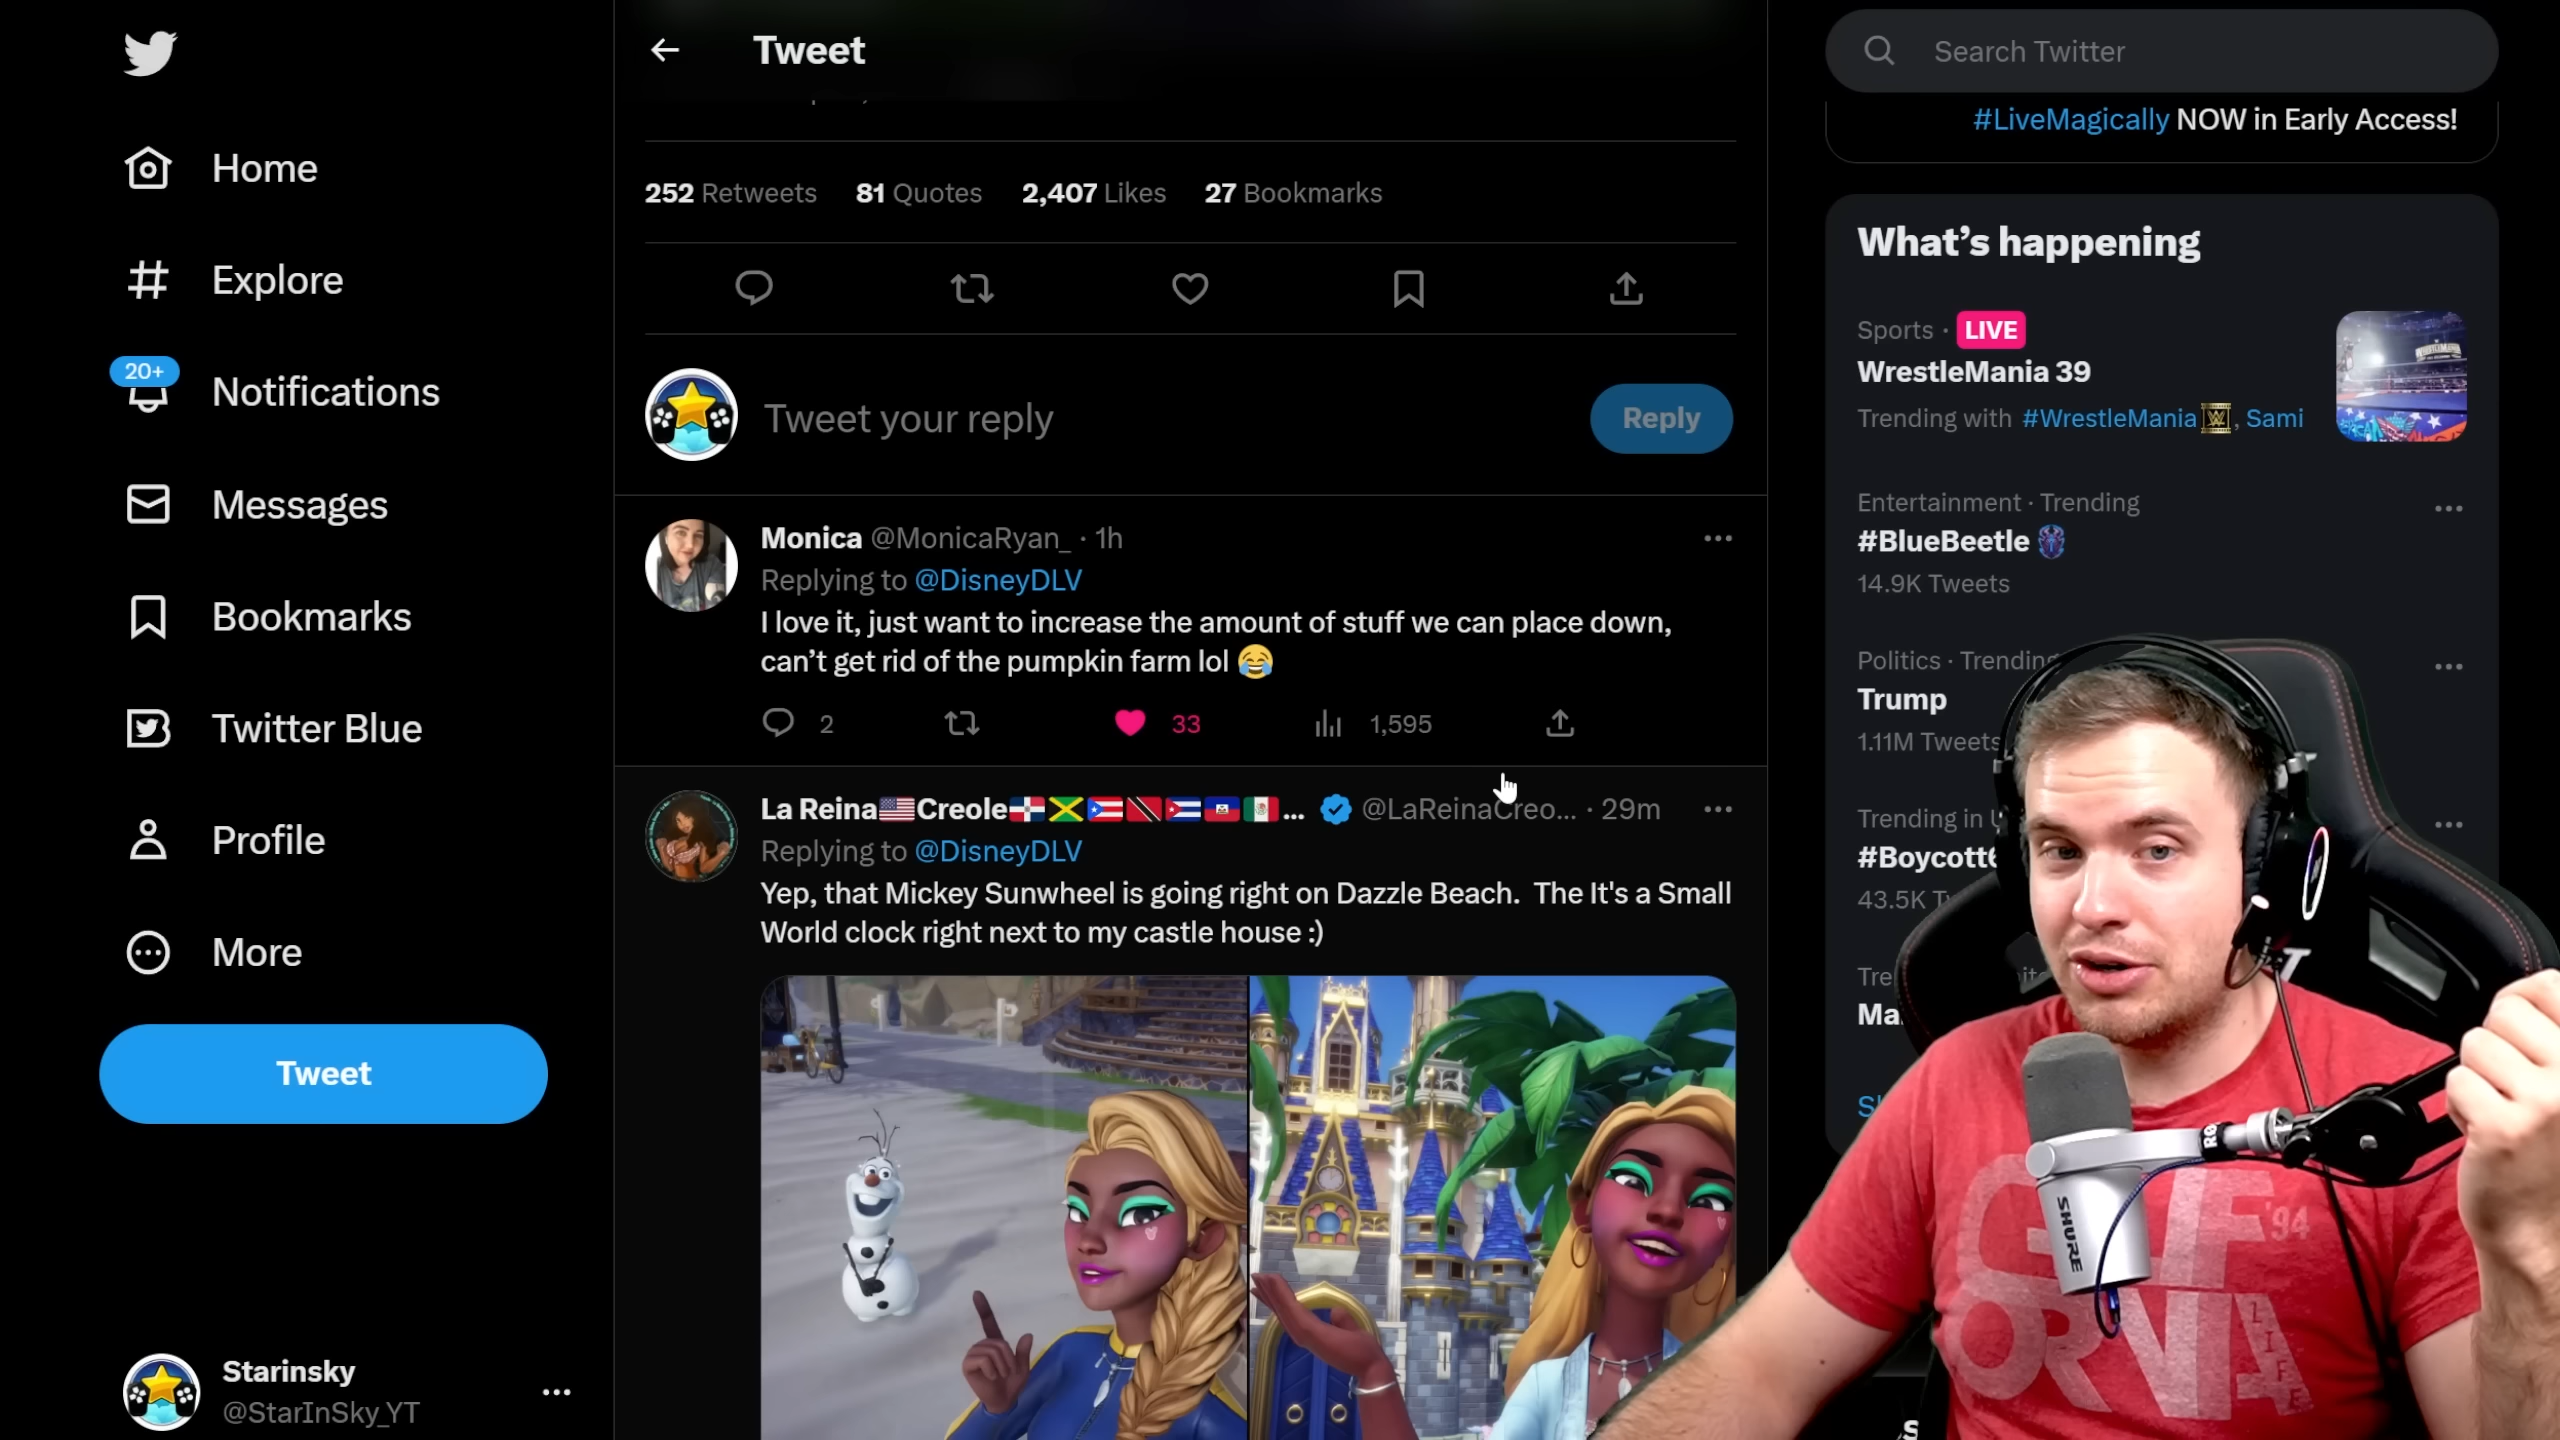 Home
Explore
20+
Notifications
Messages
Bookmarks
Twitter Blue
Profile
More
Tweet
Starinsky
@StarInSky_YT
Tweet
252 Retweets 81 Quotes 2,407 Likes 27 Bookmarks
Tweet your reply
Reply
Monica @MonicaRyan_ · 1h
Replying to @DisneyDLV
I love it, just want to increase the amount of stuff we can place down,
can't get rid of the pumpkin farm lol 😂
2 33 1,595
La Reina🇺🇸Creole🇩🇴🇯🇲🇵🇷🇹🇹🇨🇺🇭🇹🇲🇽... @LaReinaCreo... · 29m
Replying to @DisneyDLV
Yep, that Mickey Sunwheel is going right on Dazzle Beach. The It's a Small
World clock right next to my castle house :)
Search Twitter
#LiveMagically NOW in Early Access!
What's happening
Sports · LIVE
WrestleMania 39
Trending with #WrestleMania, Sami
Entertainment · Trending
#BlueBeetle
14.9K Tweets
Politics · Trending
Trump
1.11M Tweets
Trending in
43.5K
SHURE
'94
LIFE